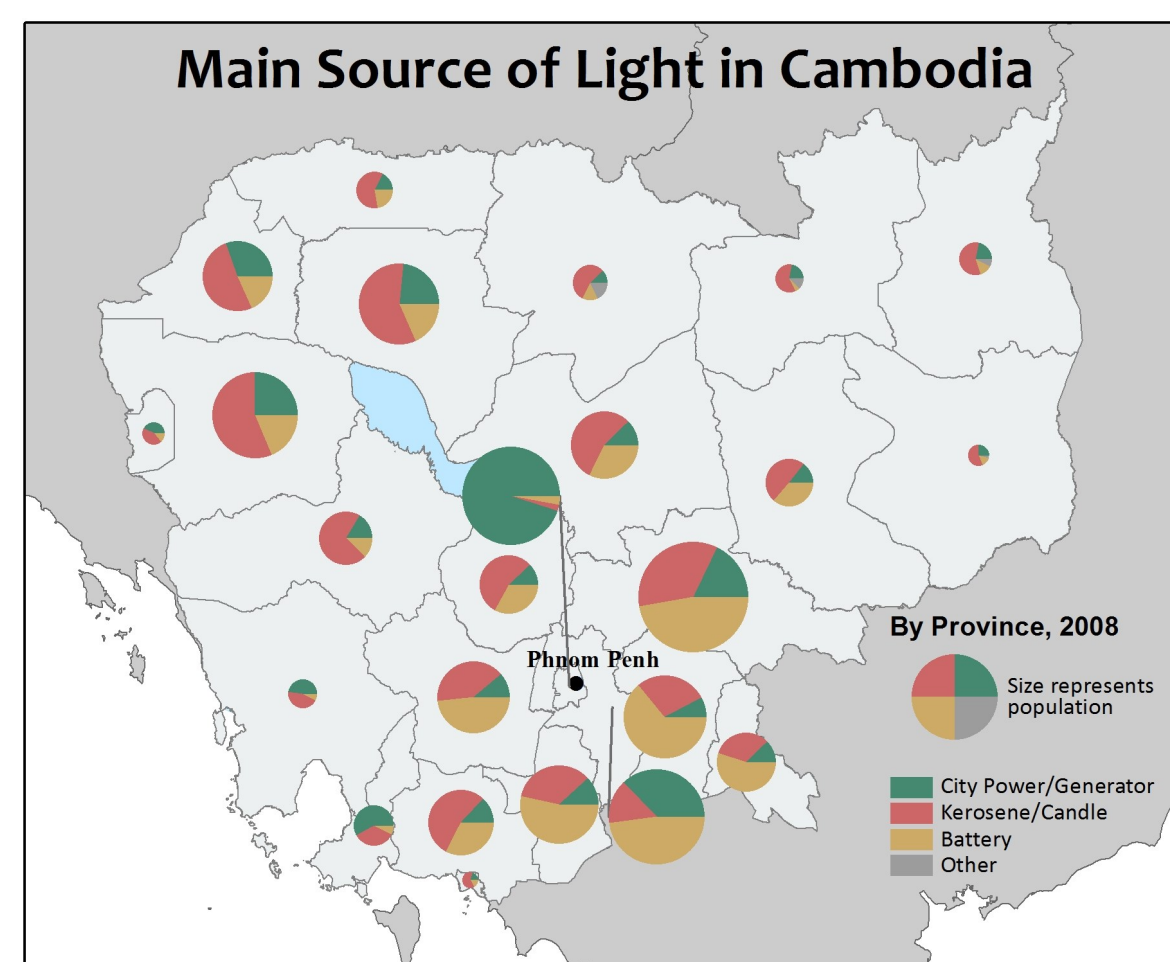 Main Source of Light in Cambodia
Phnom Penh
By Province, 2008
Size represents
population
City Power/Generator
Kerosene/Candle
Battery
Other